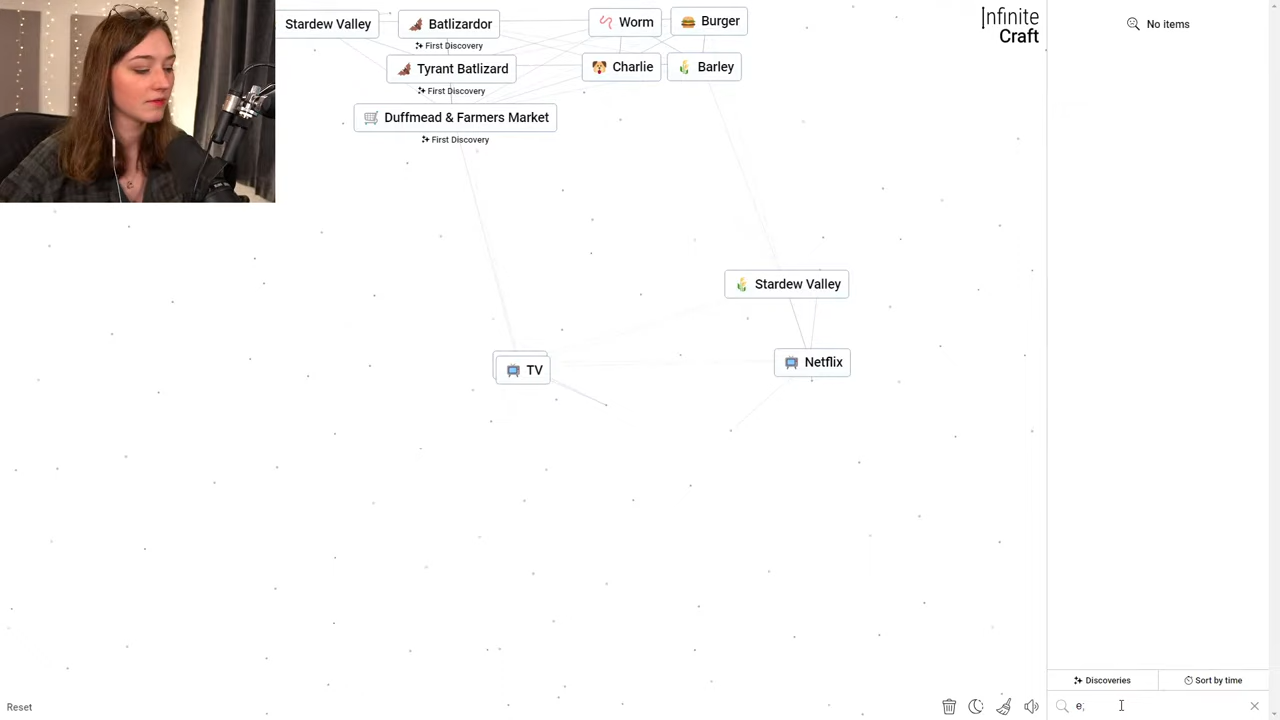 Stardew Valley
Batlizardor
Worm
Burger
Infinite
Craft
No items
First Discovery
Tyrant Batlizard
Charlie
Barley
First Discovery
Duffmead & Farmers Market
First Discovery
Stardew Valley
TV
Netflix
Discoveries
Sort by time
Reset
e;